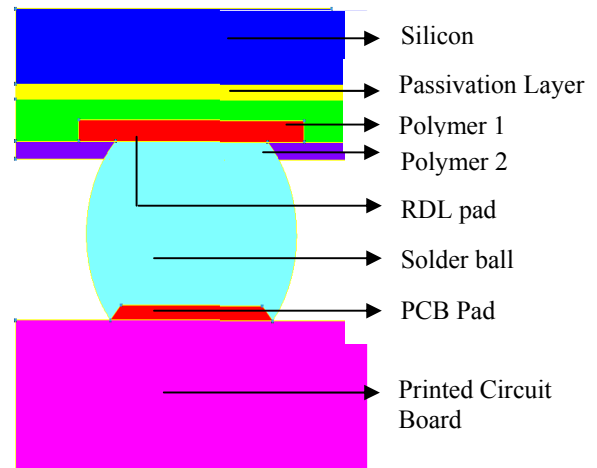 Silicon
Passivation Layer
Polymer 1
Polymer 2
RDL pad
Solder ball
PCB Pad
Printed Circuit
Board